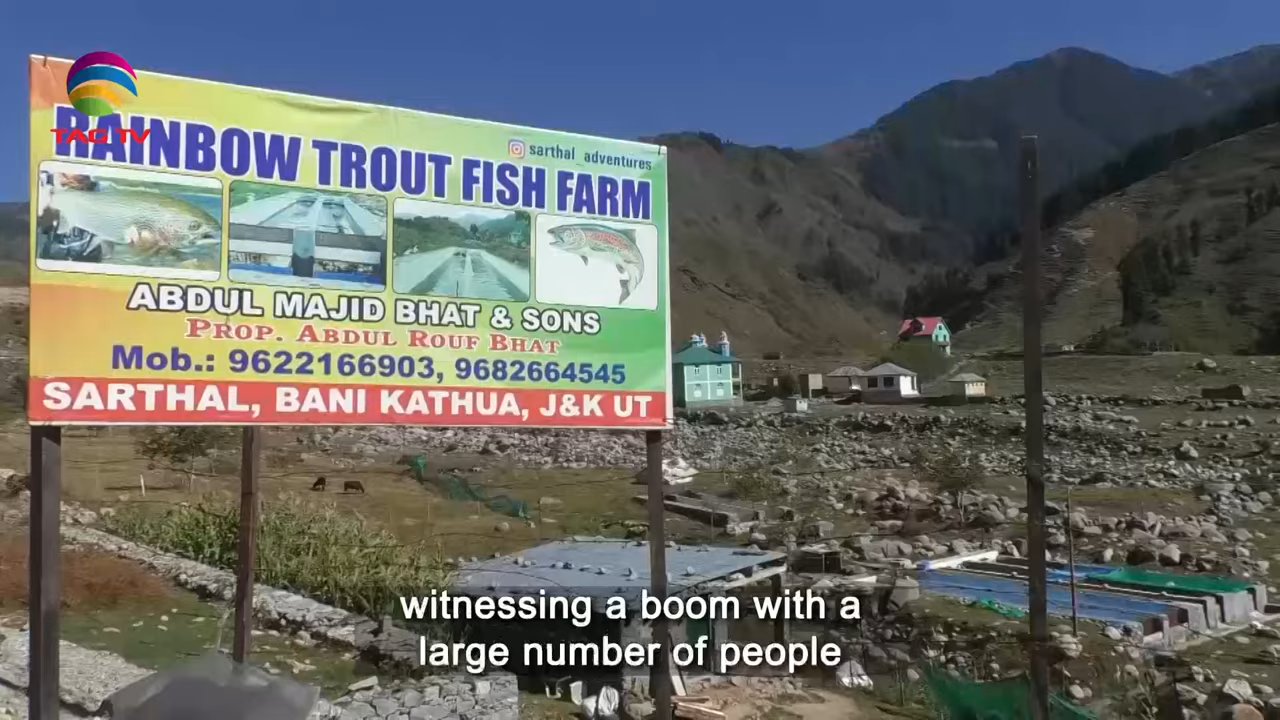 TAG TV
sarthal_adventures
RAINBOW TROUT FISH FARM
ABDUL MAJID BHAT & SONS
PROP. ABDUL ROUF BHAT
Mob.: 9622166903, 9682664545
SARTHAL, BANI KATHUA, J&K UT
witnessing a boom with a
large number of people